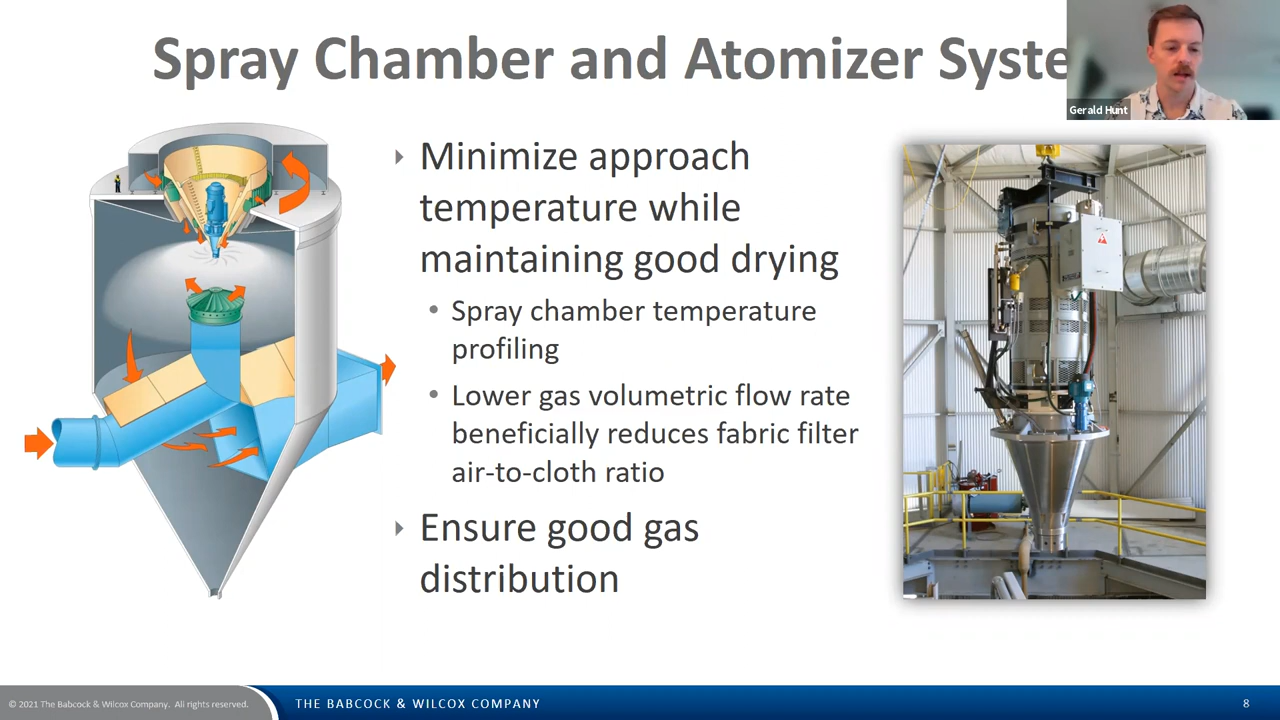 Spray Chamber and Atomizer Syste
Gerald Hunt
Minimize approach
temperature while
maintaining good drying
Spray chamber temperature
profiling
Lower gas volumetric flow rate
beneficially reduces fabric filter
air-to-cloth ratio
Ensure good gas
distribution
© 2021 The Babcock & Wilcox Company. All rights reserved.
THE BABCOCK & WILCOX COMPANY
8